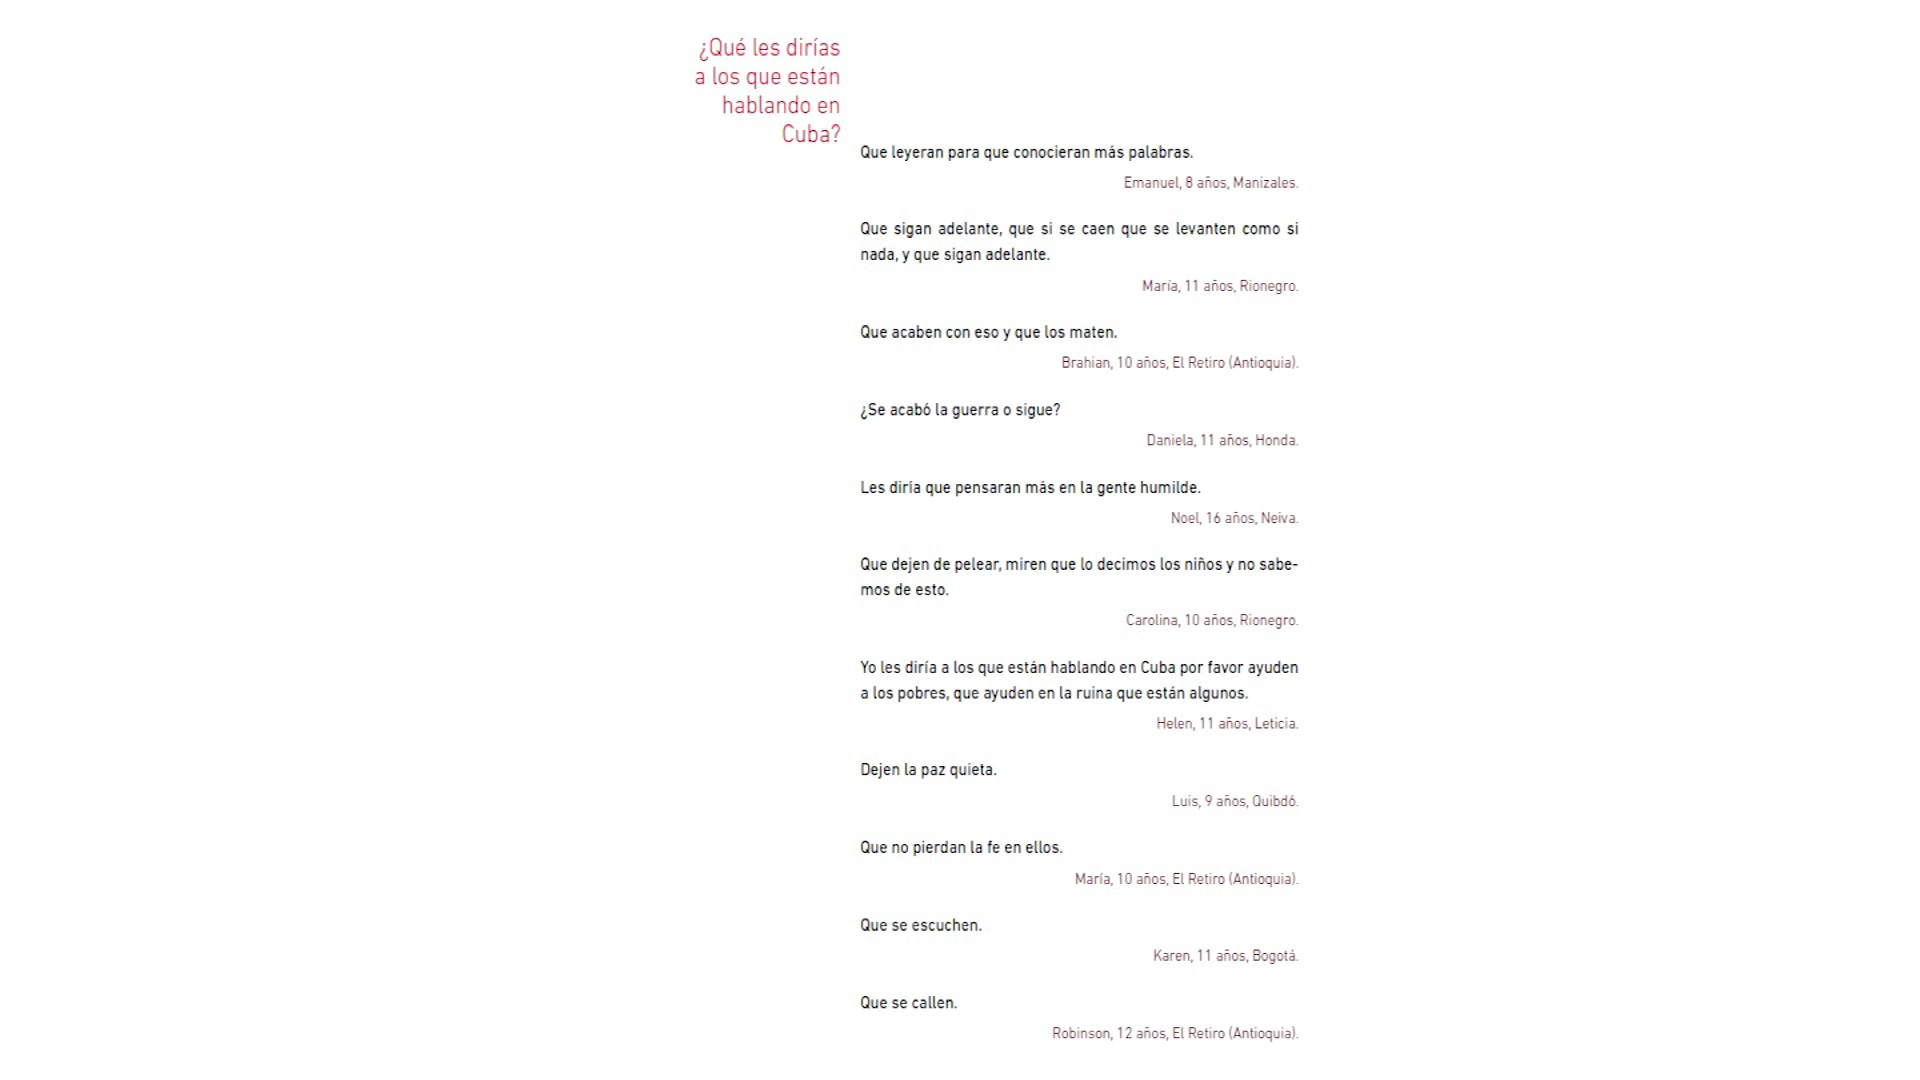 ¿Qué les dirías
a los que están
hablando en
Cuba?
Que leyeran para que conocieran más palabras.
Emanuel, 8 años, Manizales.
Que sigan adelante, que si se caen que se levanten como si
nada, y que sigan adelante.
María, 11 años, Rionegro.
Que acaben con eso y que los maten.
Brahian, 10 años, El Retiro (Antioquia).
¿Se acabó la guerra o sigue?
Daniela, 11 años, Honda.
Les diría que pensaran más en la gente humilde.
Noel, 16 años, Neiva.
Que dejen de pelear, miren que lo decimos los niños y no sabe-
mos de esto.
Carolina, 10 años, Rionegro.
Yo les diría a los que están hablando en Cuba por favor ayuden
a los pobres, que ayuden en la ruina que están algunos.
Helen, 11 años, Leticia.
Dejen la paz quieta.
Luis, 9 años, Quibdó.
Que no pierdan la fe en ellos.
María, 10 años, El Retiro (Antioquia).
Que se escuchen.
Karen, 11 años, Bogotá.
Que se callen.
Robinson, 12 años, El Retiro (Antioquia).